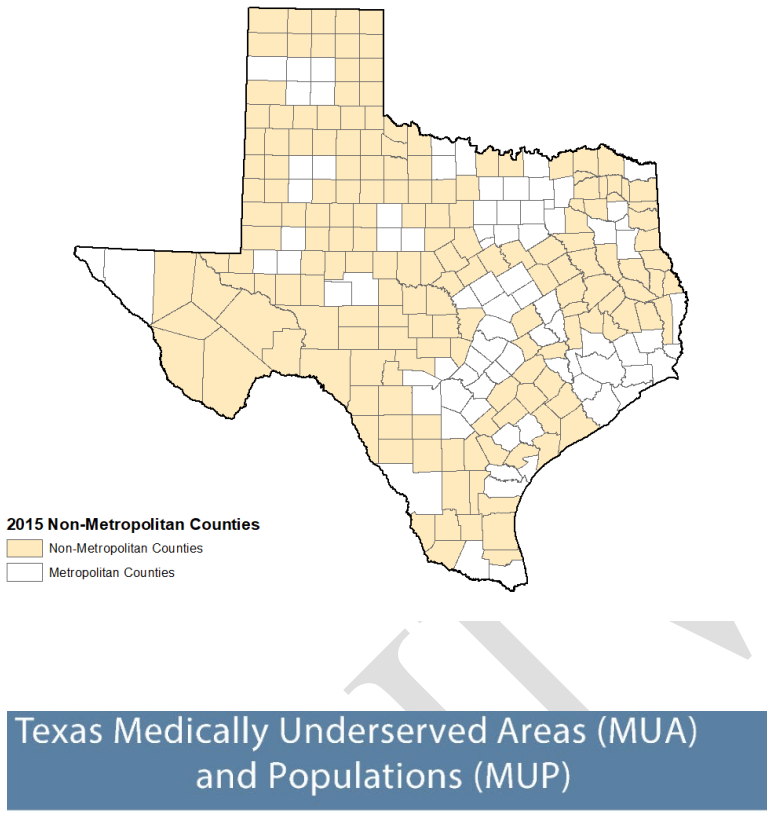 2015 Non-Metropolitan Counties
Non-Metropolitan Counties
Metropolitan Counties
Texas Medically Underserved Areas (MUA)
and Populations (MUP)